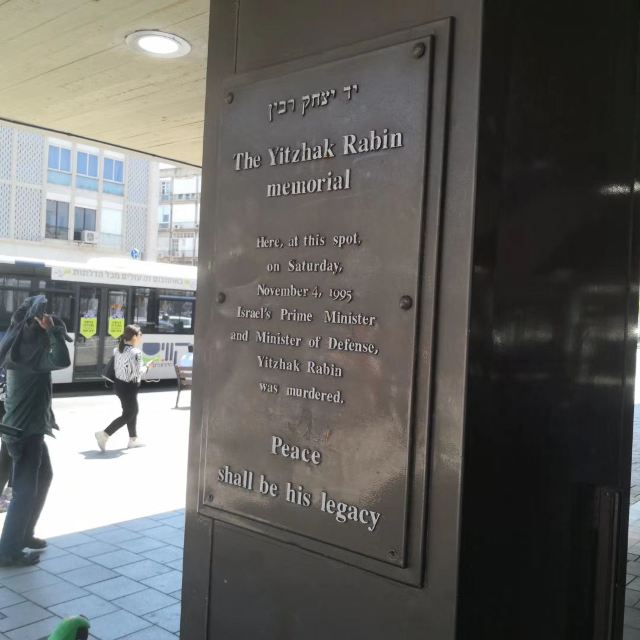 יד יצחק רבין
The Yitzhak Rabin
memorial
Here, at this spot,
on Saturday,
November 4, 1995
Israel's Prime Minister
and Minister of Defense,
Yitzhak Rabin
was murdered.
Peace
shall be his legacy